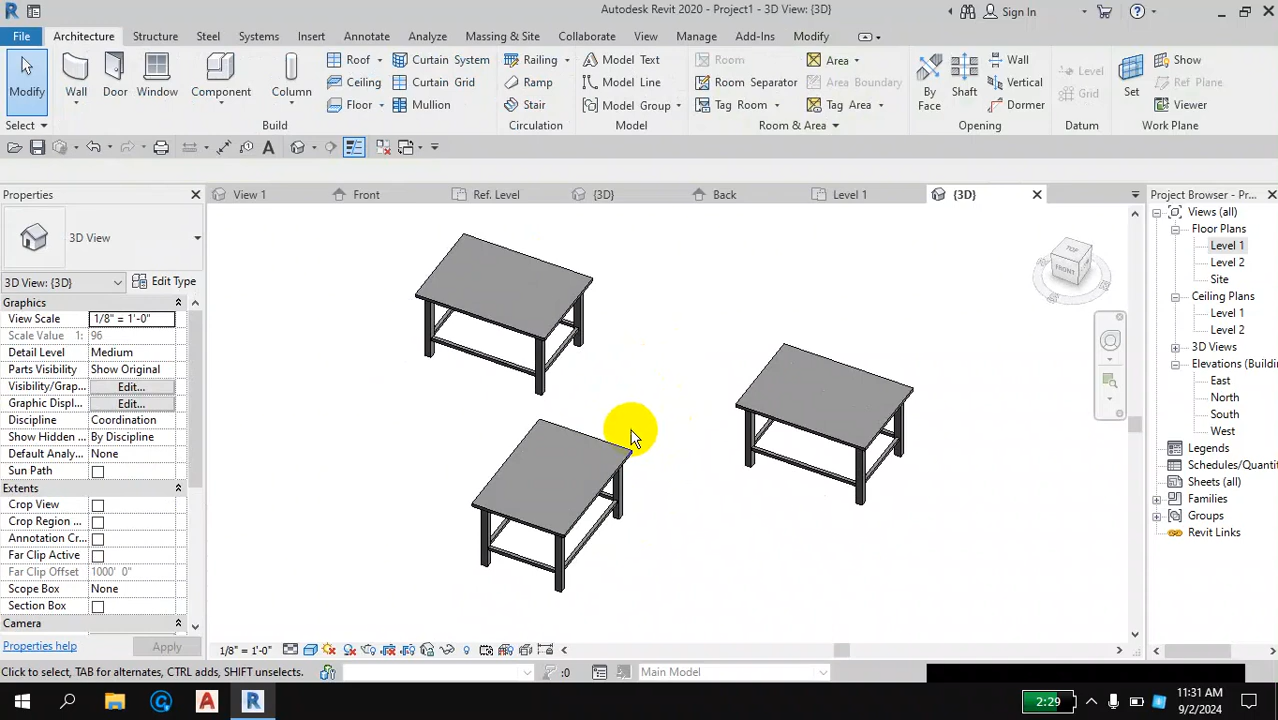 Autodesk Revit 2020 - Project1 - 3D View: {3D}
Sign In
File Architecture Structure Steel Systems Insert Annotate Analyze Massing & Site Collaborate View Manage Add-Ins Modify
Modify Wall Door Window Component Column
Roof Curtain System Railing Model Text Room Area Wall Level Show
Ceiling Curtain Grid Ramp Model Line Room Separator Area Boundary By Face Shaft Vertical Grid Set Ref Plane
Floor Mullion Stair Model Group Tag Room Tag Area Dormer Viewer
Select Build Circulation Model Room & Area Opening Datum Work Plane
A
Properties
View 1 Front Ref. Level {3D} Back Level 1 {3D}
Project Browser - Pr...
3D View
3D View: {3D} Edit Type
Graphics
View Scale 1/8" = 1'-0"
Scale Value 1: 96
Detail Level Medium
Parts Visibility Show Original
Visibility/Grap... Edit...
Graphic Displ... Edit...
Discipline Coordination
Show Hidden ... By Discipline
Default Analy... None
Sun Path
Extents
Crop View
Crop Region ...
Annotation Cr...
Far Clip Active
Far Clip Offset 1000' 0"
Scope Box None
Section Box
Camera
Properties help Apply
TOP
FRONT
Views (all)
Floor Plans
Level 1
Level 2
Site
Ceiling Plans
Level 1
Level 2
3D Views
Elevations (Building
East
North
South
West
Legends
Schedules/Quantit
Sheets (all)
Families
Groups
Revit Links
1/8" = 1'-0"
Click to select, TAB for alternates, CTRL adds, SHIFT unselects.
:0
Main Model
2:29
11:31 AM
9/2/2024